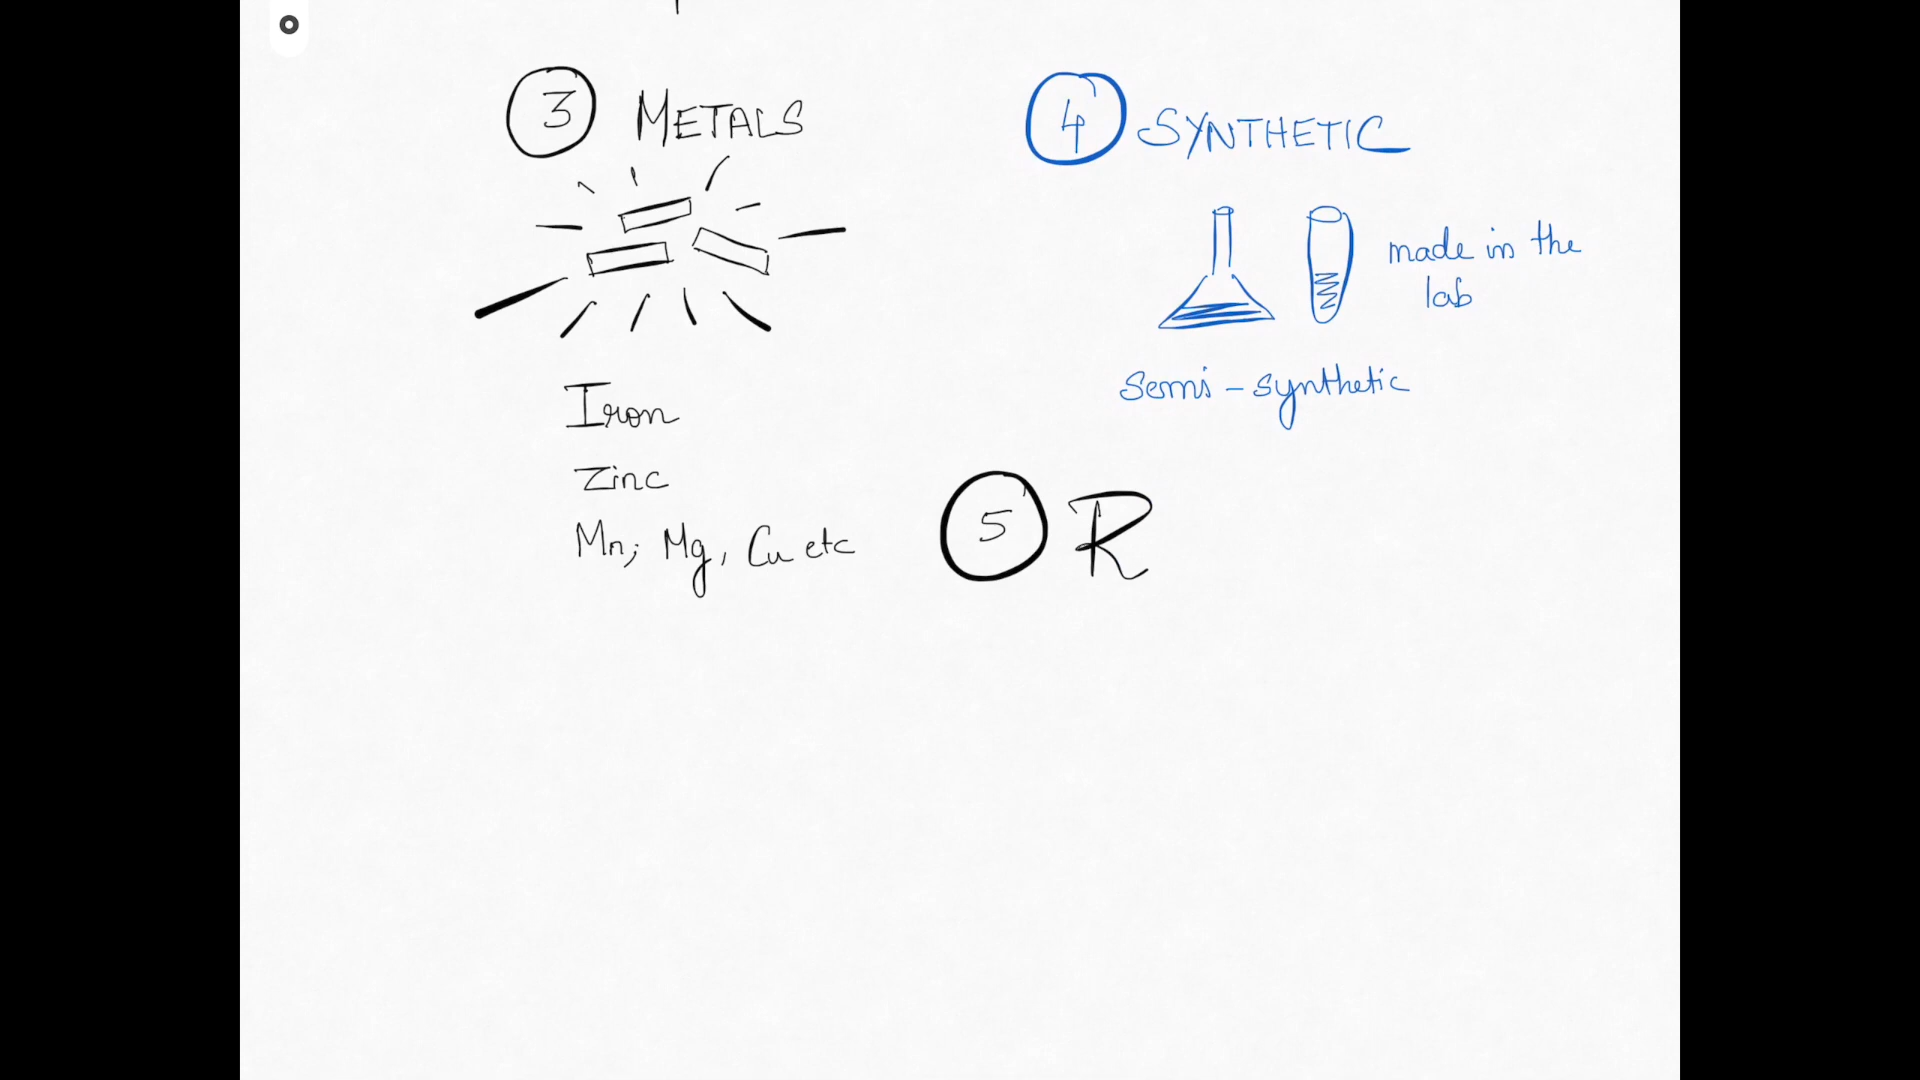 3 METALS
Iron
Zinc
Mn, Mg, Cu etc
4 SYNTHETIC
made in the
lab
Semi-synthetic
5 R